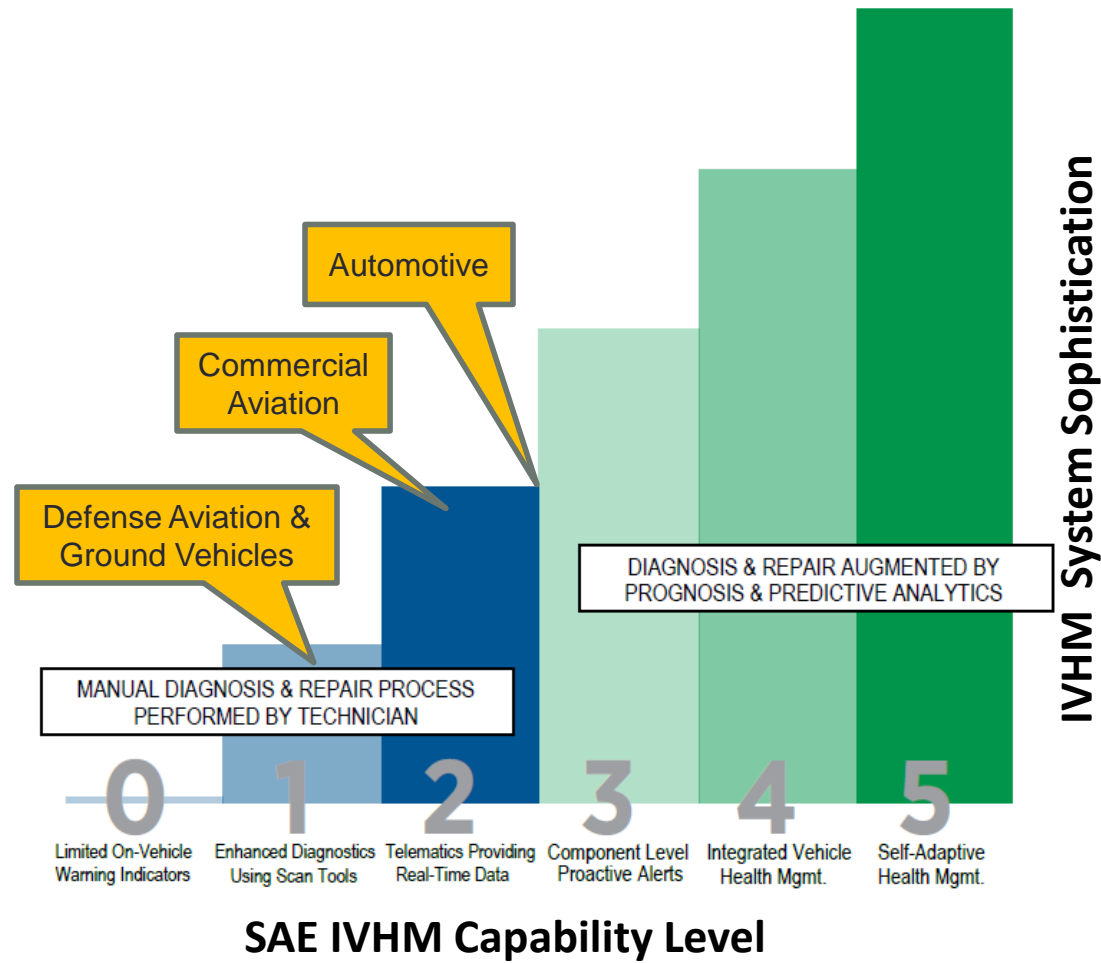 Automotive
Commercial
Aviation
Defense Aviation &
Ground Vehicles
DIAGNOSIS & REPAIR AUGMENTED BY
PROGNOSIS & PREDICTIVE ANALYTICS
MANUAL DIAGNOSIS & REPAIR PROCESS
PERFORMED BY TECHNICIAN
IVHM System Sophistication
0
1
2
3
4
5
Limited On-Vehicle
Warning Indicators
Enhanced Diagnostics
Using Scan Tools
Telematics Providing
Real-Time Data
Component Level
Proactive Alerts
Integrated Vehicle
Health Mgmt.
Self-Adaptive
Health Mgmt.
SAE IVHM Capability Level